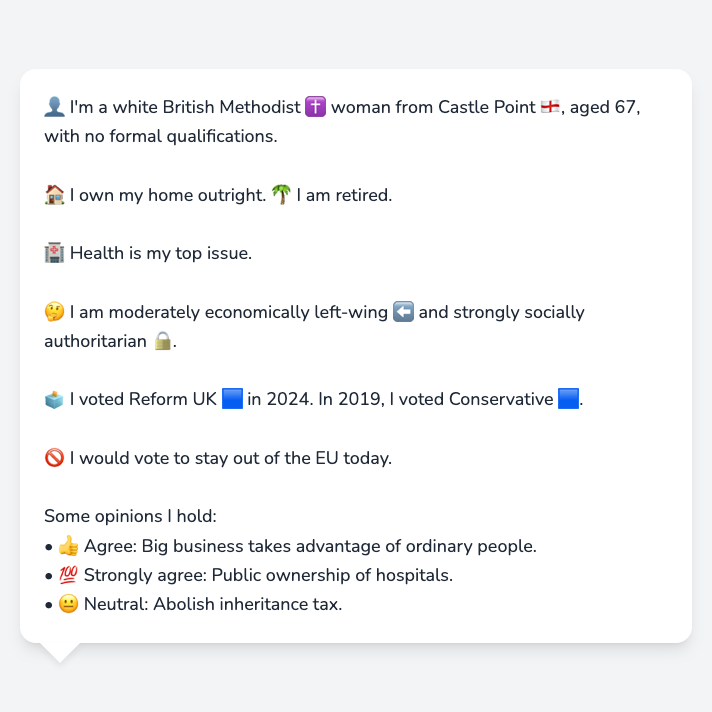 👤 I'm a white British Methodist ✝️ woman from Castle Point 🏴󠁧󠁢󠁥󠁮󠁧󠁿, aged 67,
with no formal qualifications.
🏠 I own my home outright. 🌴 I am retired.
🏥 Health is my top issue.
🤔 I am moderately economically left-wing ⬅️ and strongly socially
authoritarian 🔒.
🗳️ I voted Reform UK 🟦 in 2024. In 2019, I voted Conservative 🟦.
🚫 I would vote to stay out of the EU today.
Some opinions I hold:
• 👍 Agree: Big business takes advantage of ordinary people.
• 💯 Strongly agree: Public ownership of hospitals.
• 😐 Neutral: Abolish inheritance tax.